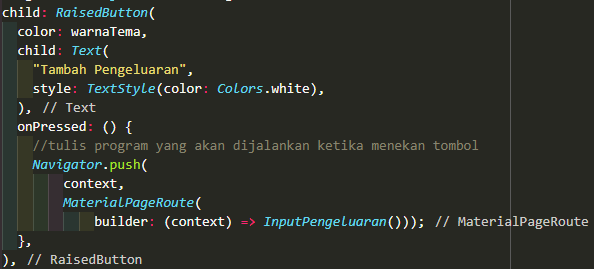 child: RaisedButton(
color: warnaTema,
child: Text(
"Tambah Pengeluaran",
style: TextStyle(color: Colors.white),
), // Text
onPressed: () {
//tulis program yang akan dijalankan ketika menekan tombol
Navigator.push(
context,
MaterialPageRoute(
builder: (context) => InputPengeluaran())); // MaterialPageRoute
},
), // RaisedButton